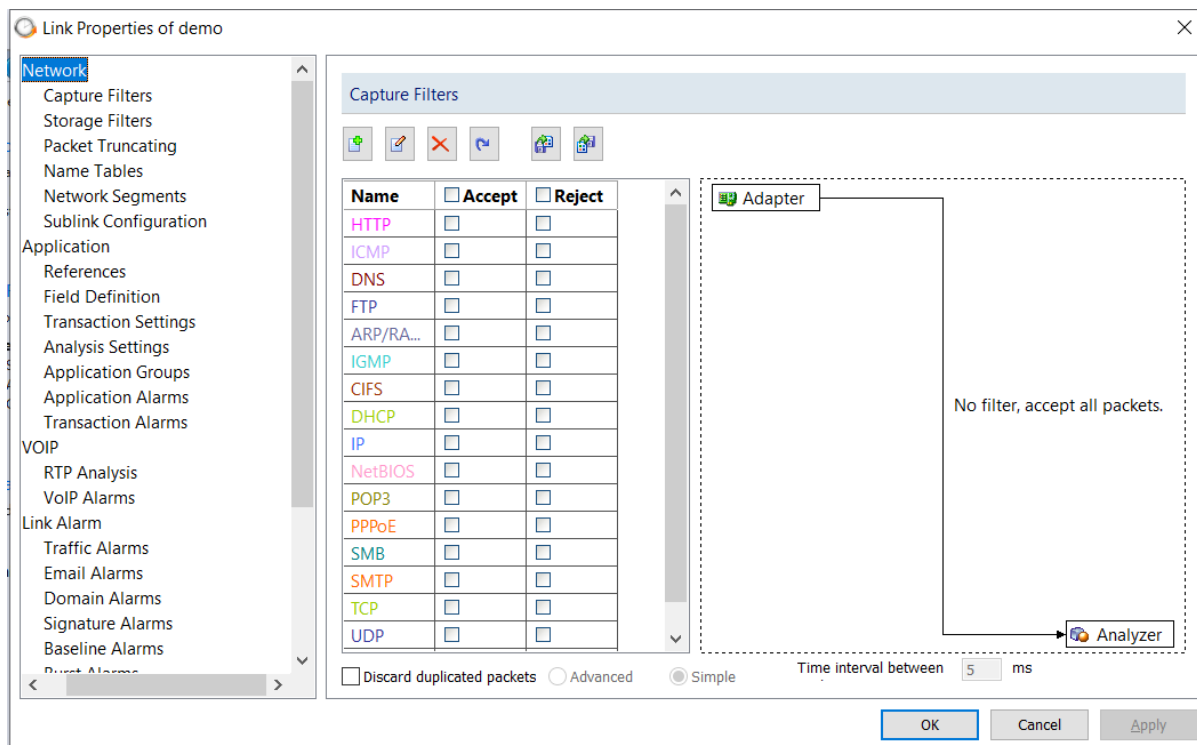 Link Properties of demo
Network
Capture Filters
Storage Filters
Packet Truncating
Name Tables
Network Segments
Sublink Configuration
Application
References
Field Definition
Transaction Settings
Analysis Settings
Application Groups
Application Alarms
Transaction Alarms
VOIP
RTP Analysis
VoIP Alarms
Link Alarm
Traffic Alarms
Email Alarms
Domain Alarms
Signature Alarms
Baseline Alarms
Burst Alarms
Capture Filters
Name Accept Reject
HTTP
ICMP
DNS
FTP
ARP/RA...
IGMP
CIFS
DHCP
IP
NetBIOS
POP3
PPPoE
SMB
SMTP
TCP
UDP
Adapter
No filter, accept all packets.
Analyzer
Discard duplicated packets Advanced Simple Time interval between 5 ms
OK Cancel Apply